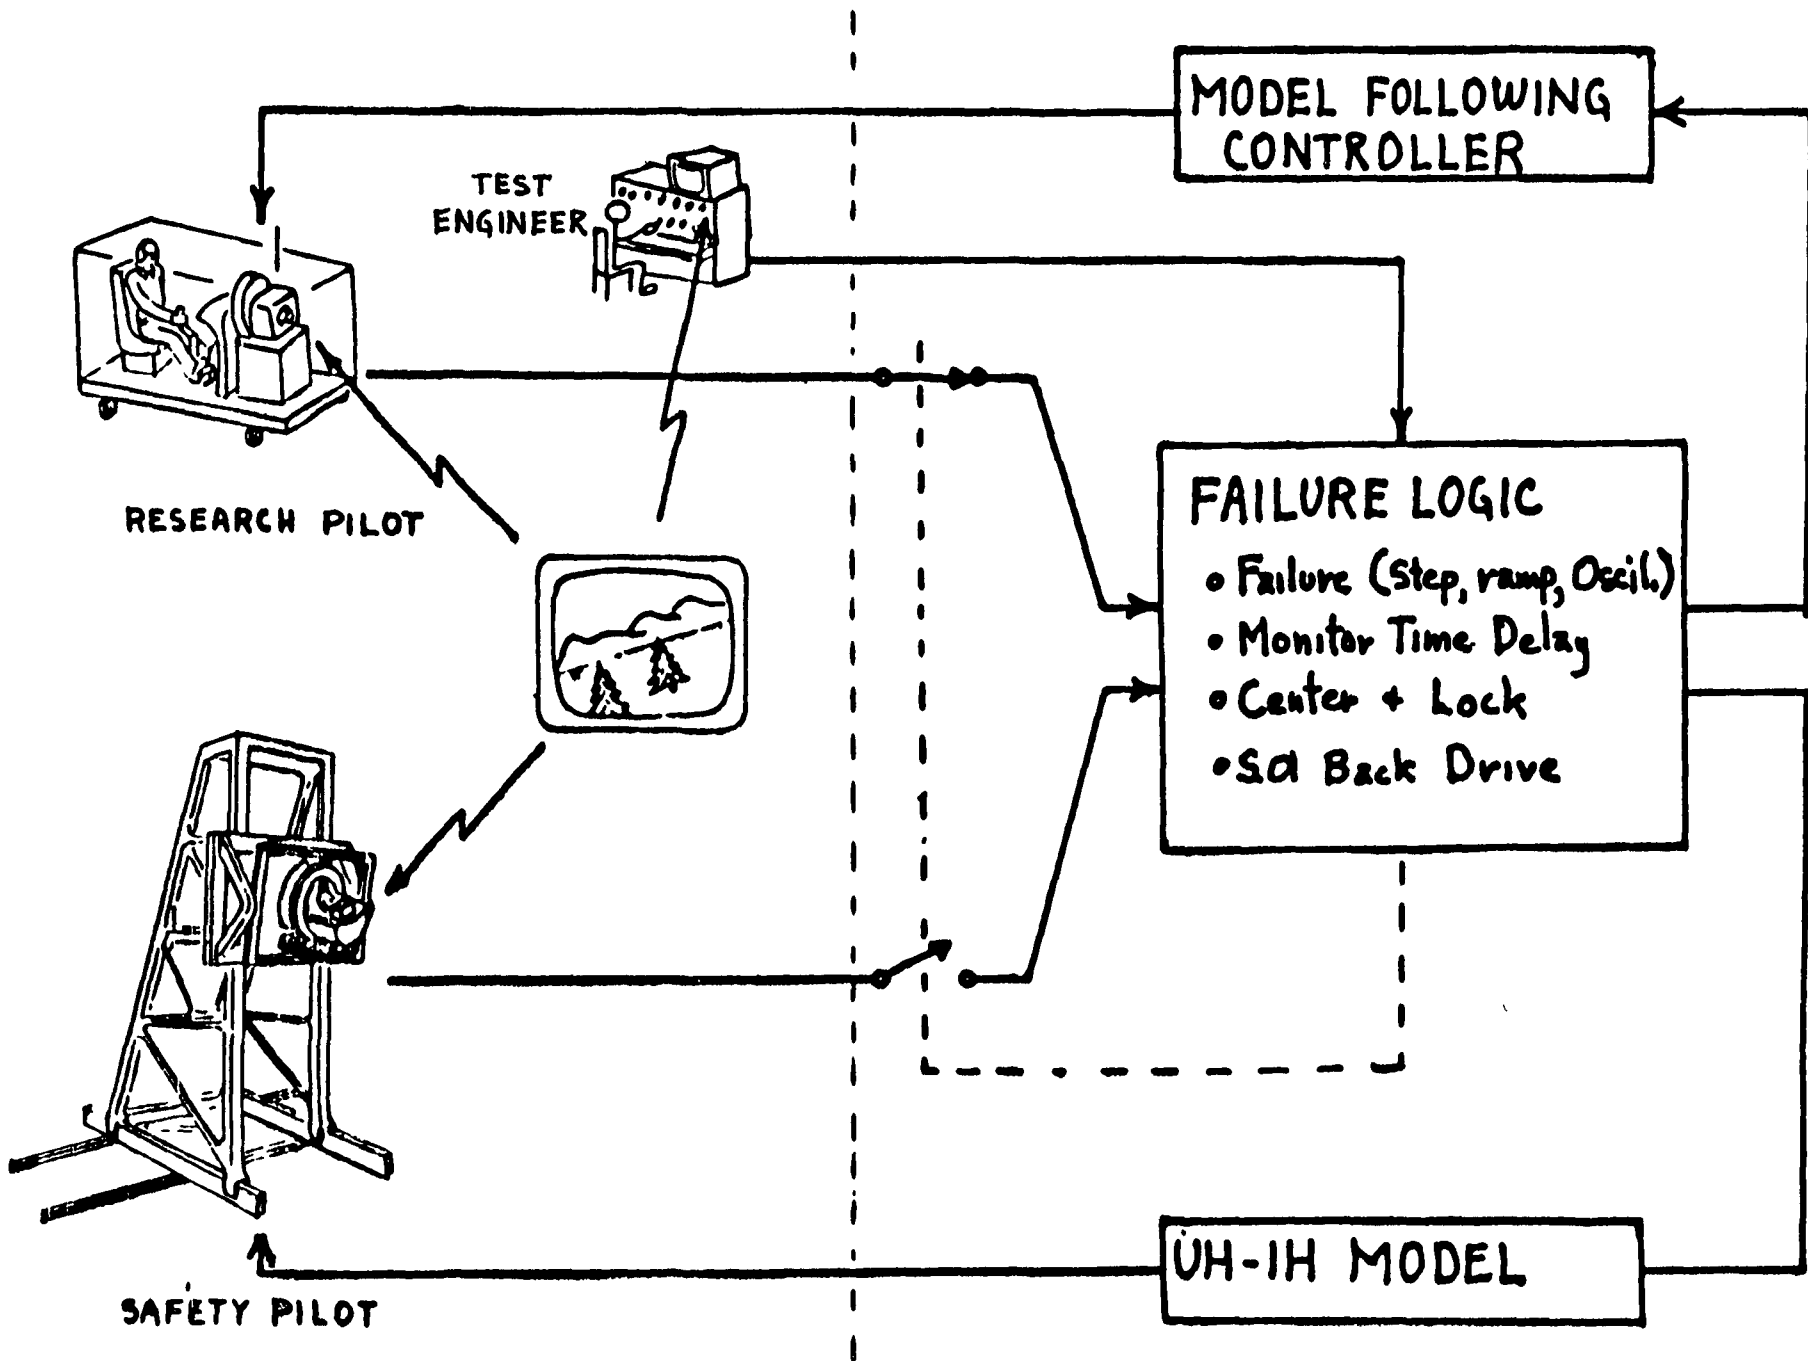 MODEL FOLLOWING
CONTROLLER
TEST
ENGINEER
RESEARCH PILOT
FAILURE LOGIC
• Failure (Step, ramp, Oscil.)
• Monitor Time Delay
• Center + Lock
• Back Drive
UH-1H MODEL
SAFETY PILOT